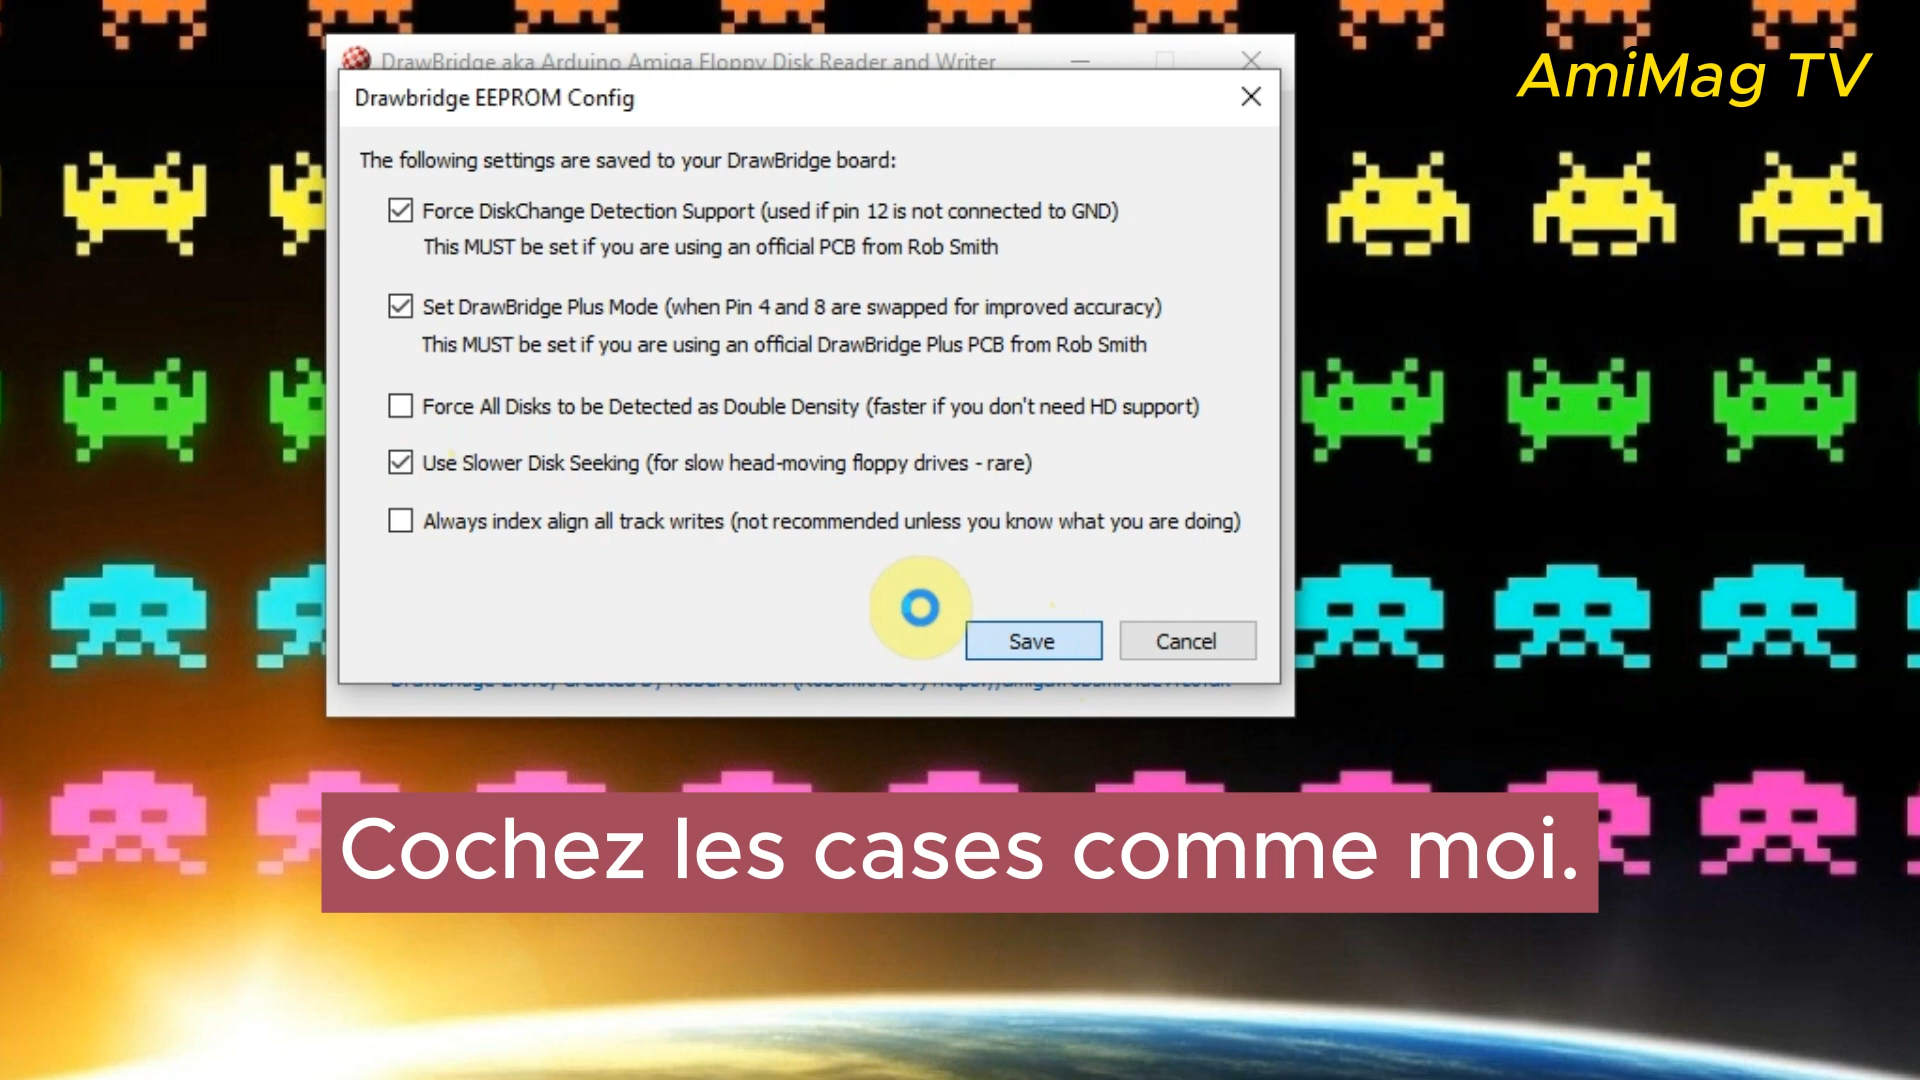 AmiMag TV
DrawBridge aka Arduino Amiga Floppy Disk Reader and Writer
Drawbridge EEPROM Config
The following settings are saved to your DrawBridge board:
Force DiskChange Detection Support (used if pin 12 is not connected to GND)
This MUST be set if you are using an official PCB from Rob Smith
Set DrawBridge Plus Mode (when Pin 4 and 8 are swapped for improved accuracy)
This MUST be set if you are using an official DrawBridge Plus PCB from Rob Smith
Force All Disks to be Detected as Double Density (faster if you don't need HD support)
Use Slower Disk Seeking (for slow head-moving floppy drives - rare)
Always index align all track writes (not recommended unless you know what you are doing)
Save
Cancel
Cochez les cases comme moi.